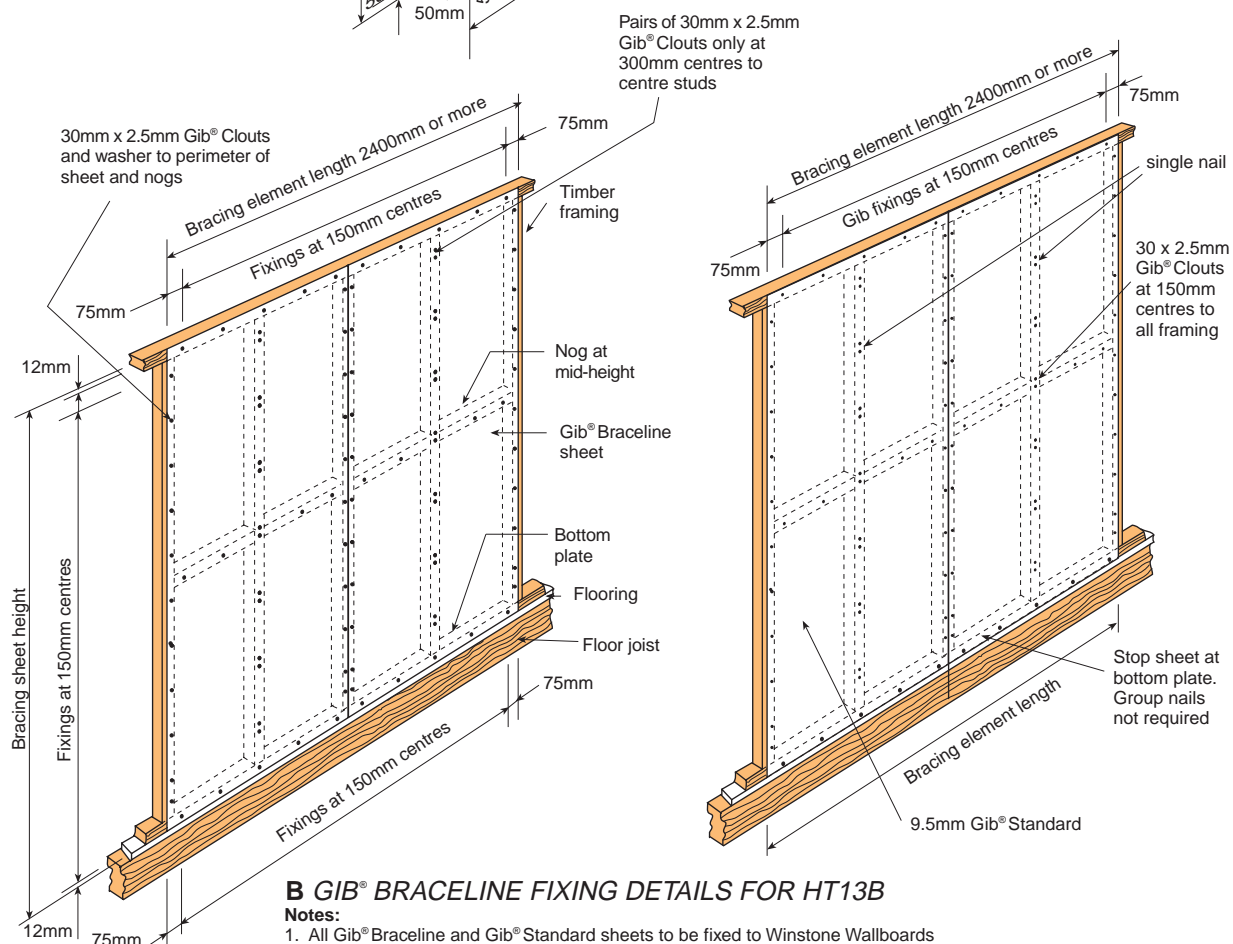 50mm
Pairs of 30mm x 2.5mm
Gib® Clouts only at
300mm centres to
centre studs
30mm x 2.5mm Gib® Clouts
and washer to perimeter of
sheet and nogs
Bracing element length 2400mm or more
75mm
Fixings at 150mm centres
75mm
Timber
framing
12mm
Nog at
mid-height
Gib® Braceline
sheet
Bottom
plate
Flooring
Floor joist
75mm
Bracing sheet height
Fixings at 150mm centres
Fixings at 150mm centres
12mm
75mm
Bracing element length 2400mm or more
75mm
Gib fixings at 150mm centres
75mm
single nail
30 x 2.5mm
Gib® Clouts
at 150mm
centres to
all framing
Stop sheet at
bottom plate.
Group nails
not required
Bracing element length
9.5mm Gib® Standard
B GIB® BRACELINE FIXING DETAILS FOR HT13B
Notes:
1. All Gib® Braceline and Gib® Standard sheets to be fixed to Winstone Wallboards